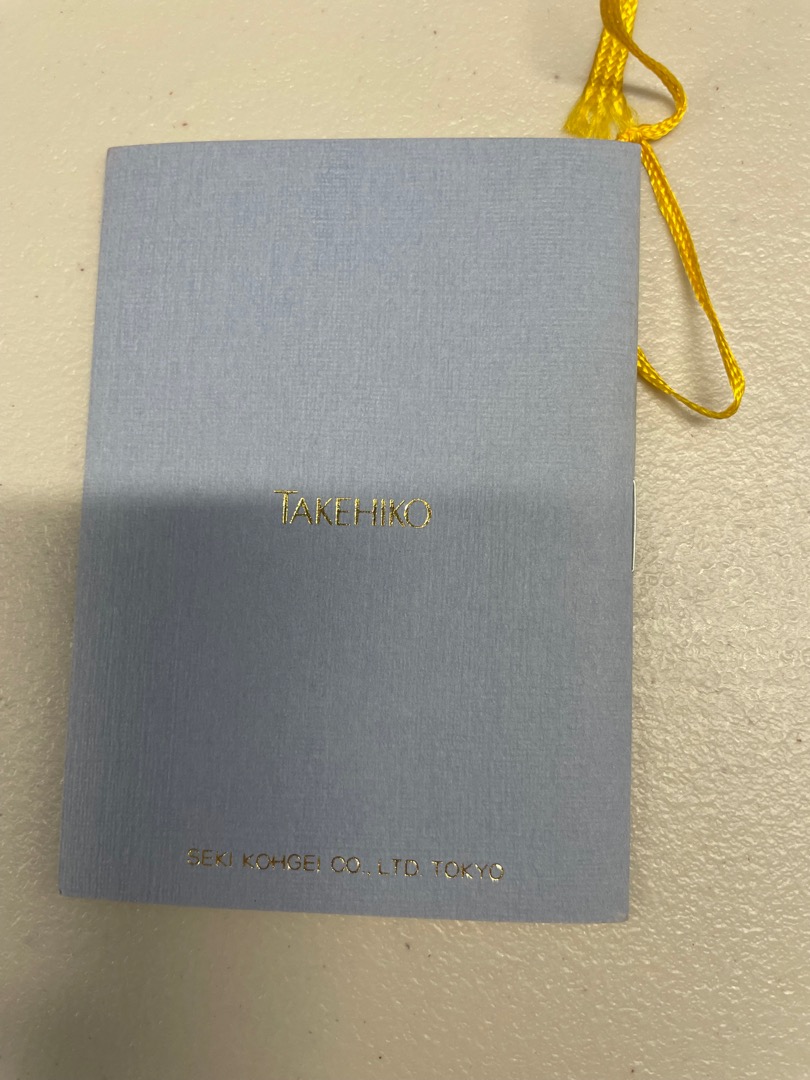 TAKEHIKO
SEKI KOHGEI CO., LTD. TOKYO